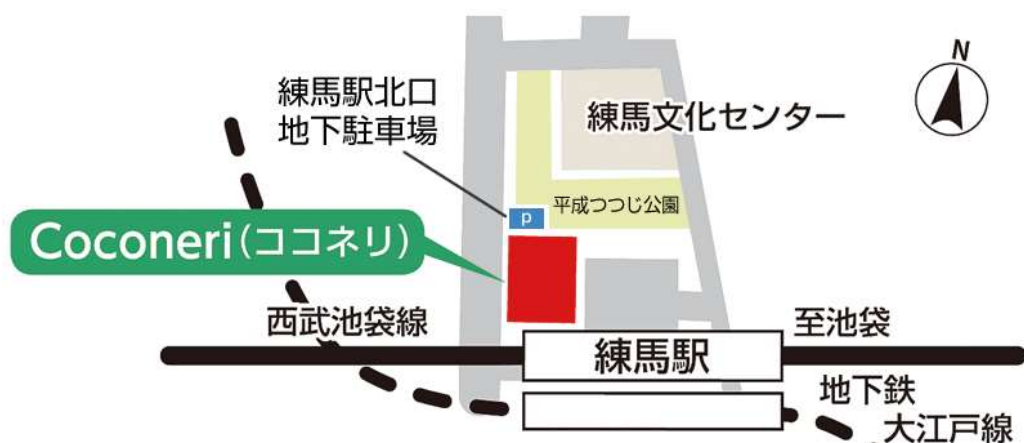 N
練馬駅北口
地下駐車場
練馬文化センター
平成つつじ公園
p
Coconeri(ココネリ)
西武池袋線
至池袋
練馬駅
地下鉄
大江戸線